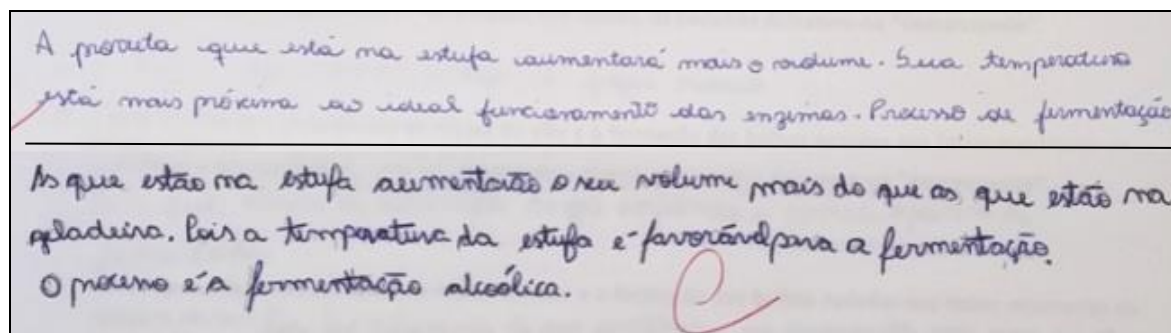 A proveta que está na estufa aumentará mais o volume. Sua temperatura
está mais próxima ao ideal funcionamento das enzimas. Processo de fermentação
As que estão na estufa aumentarão o seu volume mais do que as que estão na
geladeira. Pois a temperatura da estufa é favorável para a fermentação.
O processo é a fermentação alcoólica.